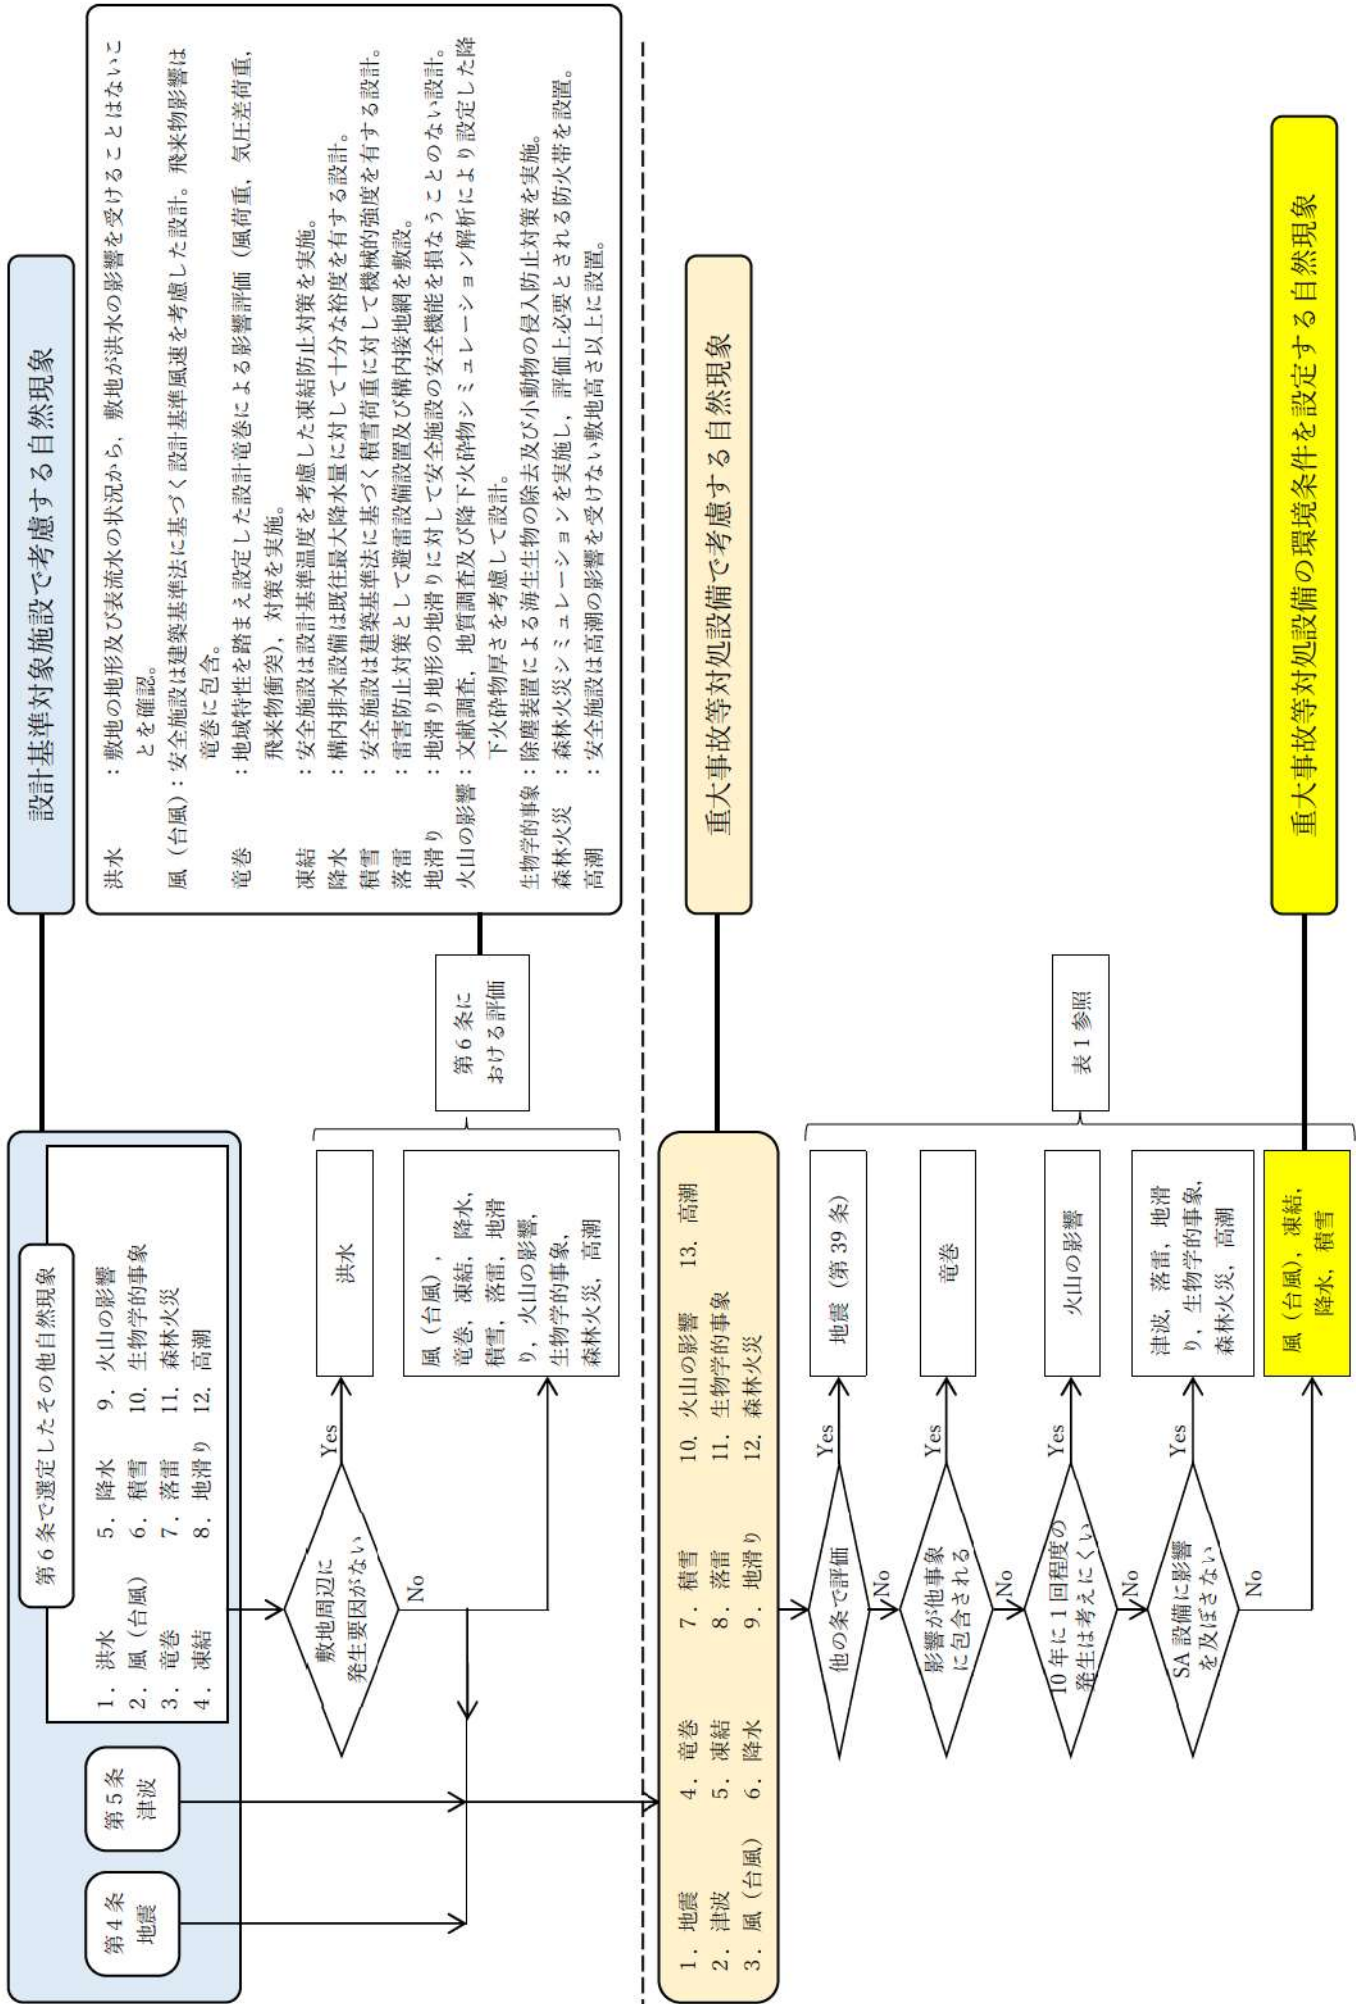 設計基準対象施設で考慮する自然現象
第6条で選定したその他自然現象
第4条
地震
第5条
津波
1. 洪水
2. 風(台風)
3. 竜巻
4. 凍結
5. 降水
6. 積雪
7. 落雷
8. 地滑り
9. 火山の影響
10. 生物学的事象
11. 森林火災
12. 高潮
敷地周辺に
発生要因がない
Yes
No
洪水
風(台風),
竜巻, 凍結, 降水,
積雪, 落雷, 地滑
り, 火山の影響,
生物学的事象,
森林火災, 高潮
第6条に
おける評価
洪水 :敷地の地形及び表流水の状況から, 敷地が洪水の影響を受けることはないこ
とを確認。
風(台風):安全施設は建築基準法に基づく設計基準風速を考慮した設計。飛来物影響は
竜巻に包含。
竜巻 :地域特性を踏まえ設定した設計竜巻による影響評価(風荷重, 気圧差荷重,
飛来物衝突), 対策を実施。
凍結 :安全施設は設計基準温度を考慮した凍結防止対策を実施。
降水 :構内排水設備は既往最大降水量に対して十分な裕度を有する設計。
積雪 :安全施設は建築基準法に基づく積雪荷重に対して機械的強度を有する設計。
落雷 :雷害防止対策として避雷設備設置及び構内接地網を敷設。
地滑り :地滑り地形の地滑りに対して安全施設の安全機能を損なうことのない設計。
火山の影響:文献調査, 地質調査及び降下火砕物シミュレーション解析により設定した降
下火砕物厚さを考慮して設計。
生物学的事象:除塵装置による海生生物の除去及び小動物の侵入防止対策を実施。
森林火災 :森林火災シミュレーションを実施し, 評価上必要とされる防火帯を設置。
高潮 :安全施設は高潮の影響を受けない敷地高さ以上に設置。
重大事故等対処設備で考慮する自然現象
1. 地震
2. 津波
3. 風(台風)
4. 竜巻
5. 凍結
6. 降水
7. 積雪
8. 落雷
9. 地滑り
10. 火山の影響
11. 生物学的事象
12. 森林火災
13. 高潮
他の条で評価
Yes
No
地震(第39条)
影響が他事象
に包含される
Yes
No
竜巻
10年に1回程度の
発生は考えにくい
Yes
No
火山の影響
SA設備に影響
を及ぼさない
Yes
No
津波, 落雷, 地滑
り, 生物学的事象,
森林火災, 高潮
風(台風), 凍結,
降水, 積雪
表1参照
重大事故等対処設備の環境条件を設定する自然現象